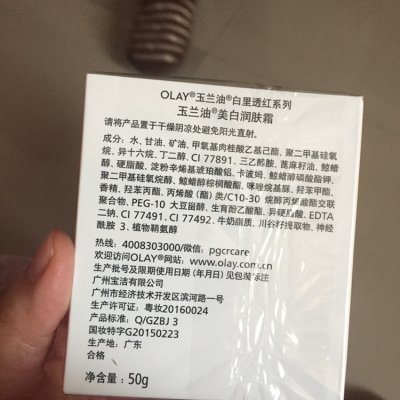 OLAY®玉兰油®白里透红系列
玉兰油®美白润肤霜
请将产品置于干燥阴凉处避免阳光直射。
成分：水、甘油、矿油、甲氧基肉桂酸乙基己酯、聚二甲基硅氧
烷、异十六烷、丁二醇、CI 77891、三乙醇胺、蓖麻籽油、鲸蜡
醇、硬脂酸、淀粉辛烯基琥珀酸铝、卡波姆、鲸蜡醇磷酸酯钾、
聚二甲基硅氧烷醇、鲸蜡醇棕榈酸酯、咪唑烷基脲、羟苯甲酯、
香精、羟苯丙酯、丙烯酸（酯）类/C10-30 烷醇丙烯酸酯交联
聚合物、PEG-10 大豆甾醇、生育酚乙酸酯、异硬脂酸、EDTA
二钠、CI 77491、CI 77492、牛奶脂质、川谷籽提取物、神经
酰胺 3、植物鞘氨醇
热线：4008303000/微信：pgcrcare
欢迎访问OLAY®网站：www.olay.com.cn
生产批号及限期使用日期（年月日）见包装标注
广州宝洁有限公司
广州市经济技术开发区滨河路一号
生产许可证：粤妆20160024
产品标准：Q/GZBJ 3
国妆特字G20150223
生产地：广东
合格
净含量：50g